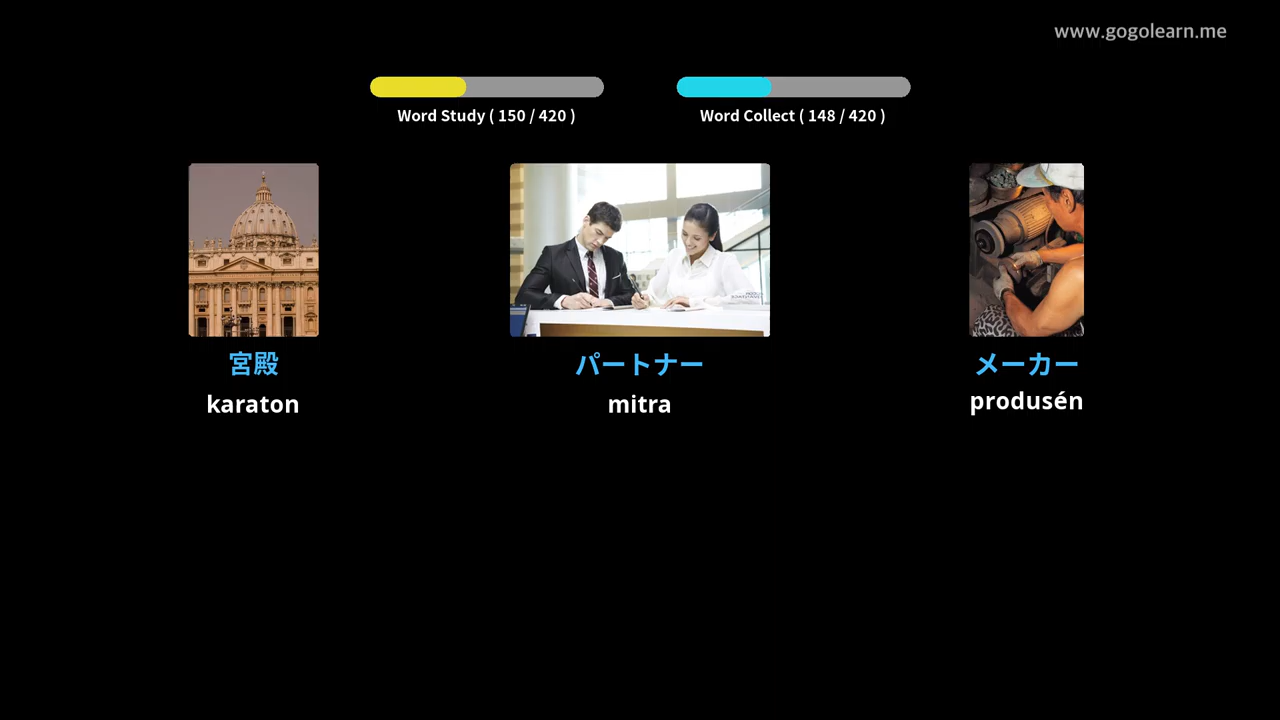 www.gogolearn.me
Word Study ( 150 / 420 )
Word Collect ( 148 / 420 )
宮殿
パートナー
メーカー
karaton
mitra
produsén